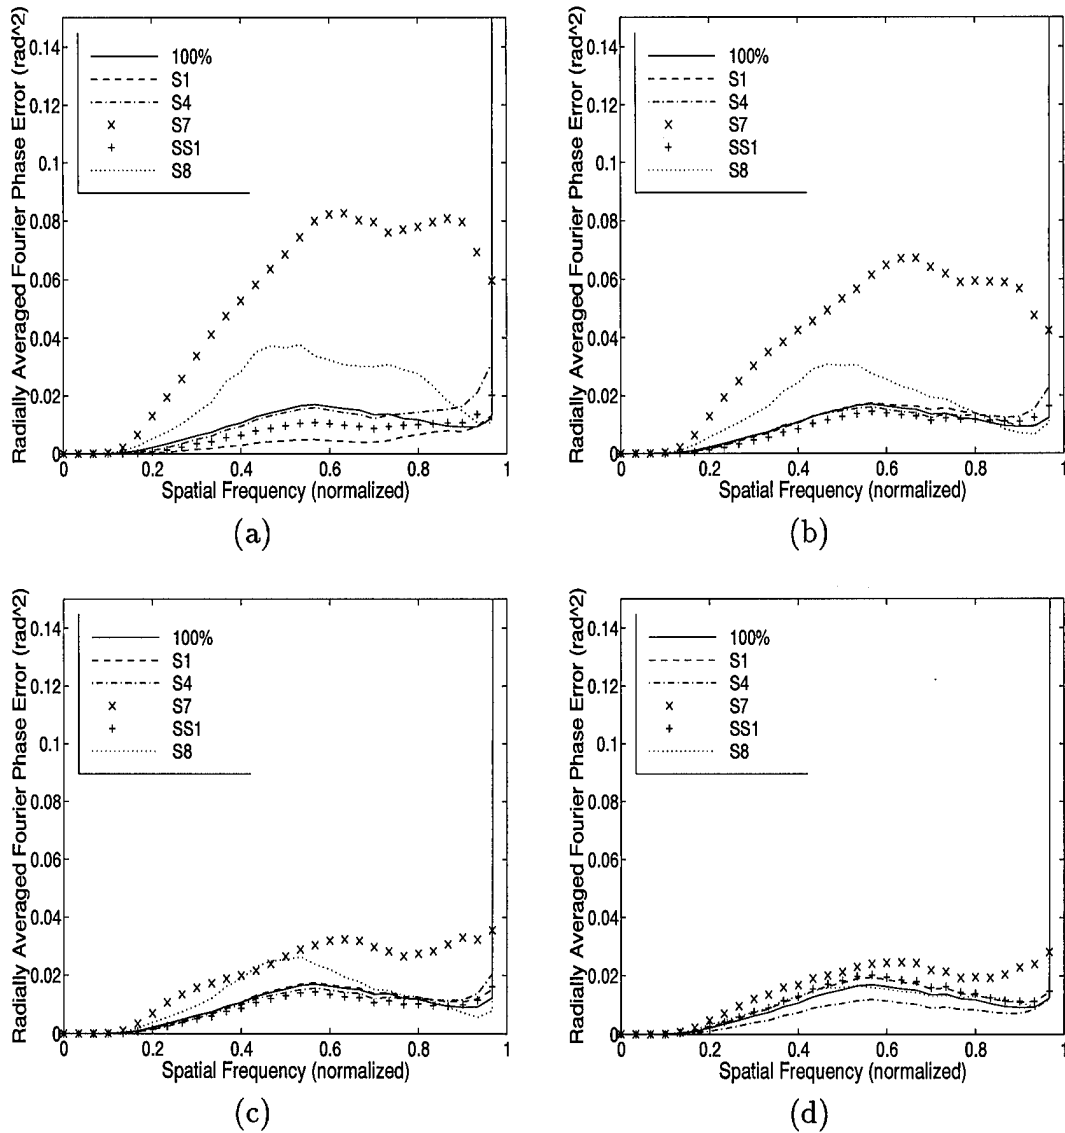 Radially Averaged Fourier Phase Error (rad^2)
0.14
0.12
0.1
0.08
0.06
0.04
0.02
0
100%
S1
S4
S7
SS1
S8
0 0.2 0.4 0.6 0.8 1
Spatial Frequency (normalized)
(a)
Radially Averaged Fourier Phase Error (rad^2)
0.14
0.12
0.1
0.08
0.06
0.04
0.02
0
100%
S1
S4
S7
SS1
S8
0 0.2 0.4 0.6 0.8 1
Spatial Frequency (normalized)
(b)
Radially Averaged Fourier Phase Error (rad^2)
0.14
0.12
0.1
0.08
0.06
0.04
0.02
0
100%
S1
S4
S7
SS1
S8
0 0.2 0.4 0.6 0.8 1
Spatial Frequency (normalized)
(c)
Radially Averaged Fourier Phase Error (rad^2)
0.14
0.12
0.1
0.08
0.06
0.04
0.02
0
100%
S1
S4
S7
SS1
S8
0 0.2 0.4 0.6 0.8 1
Spatial Frequency (normalized)
(d)